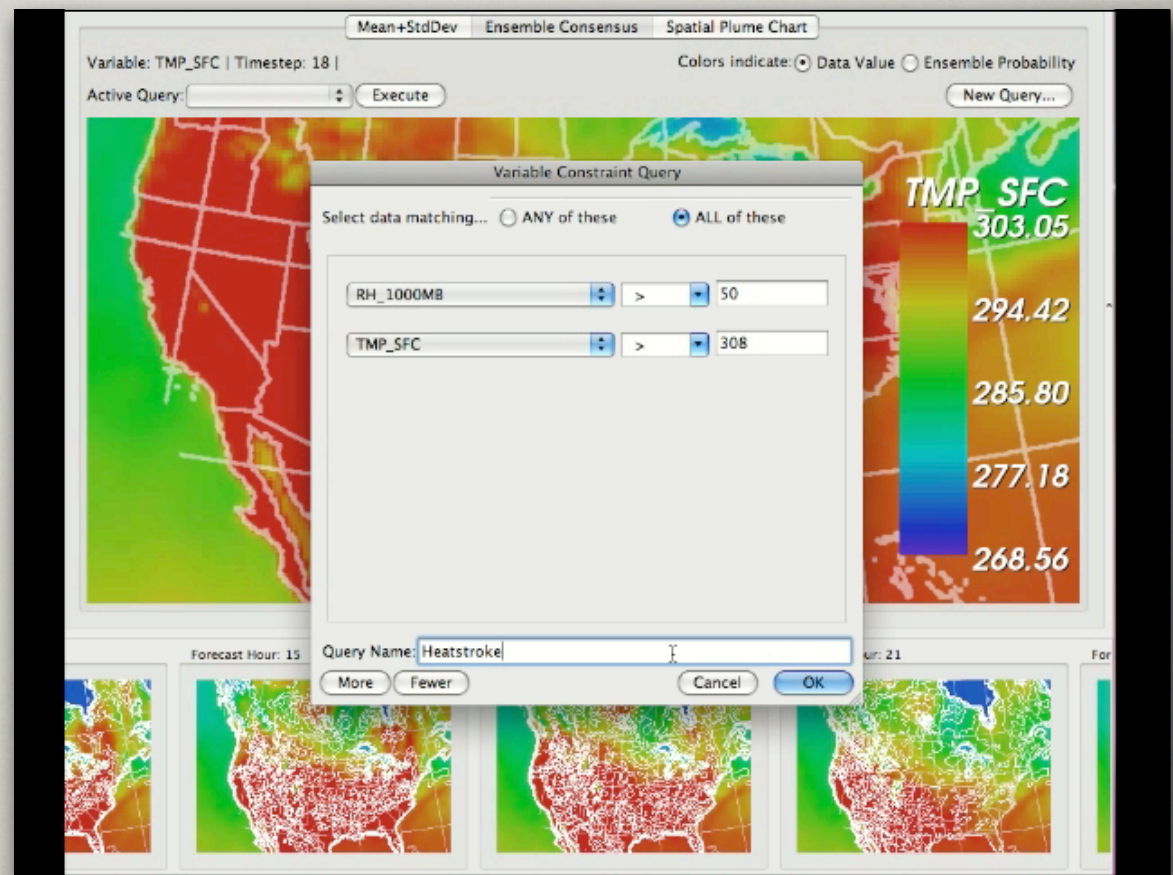 Mean+StdDev Ensemble Consensus Spatial Plume Chart
Variable: TMP_SFC | Timestep: 18 |
Colors indicate: Data Value Ensemble Probability
Active Query: Execute New Query...
Variable Constraint Query
Select data matching... ANY of these ALL of these
RH_1000MB > 50
TMP_SFC > 308
TMP_SFC
303.05
294.42
285.80
277.18
268.56
Query Name: Heatstroke
More Fewer Cancel OK
Forecast Hour: 15
ur: 21
For